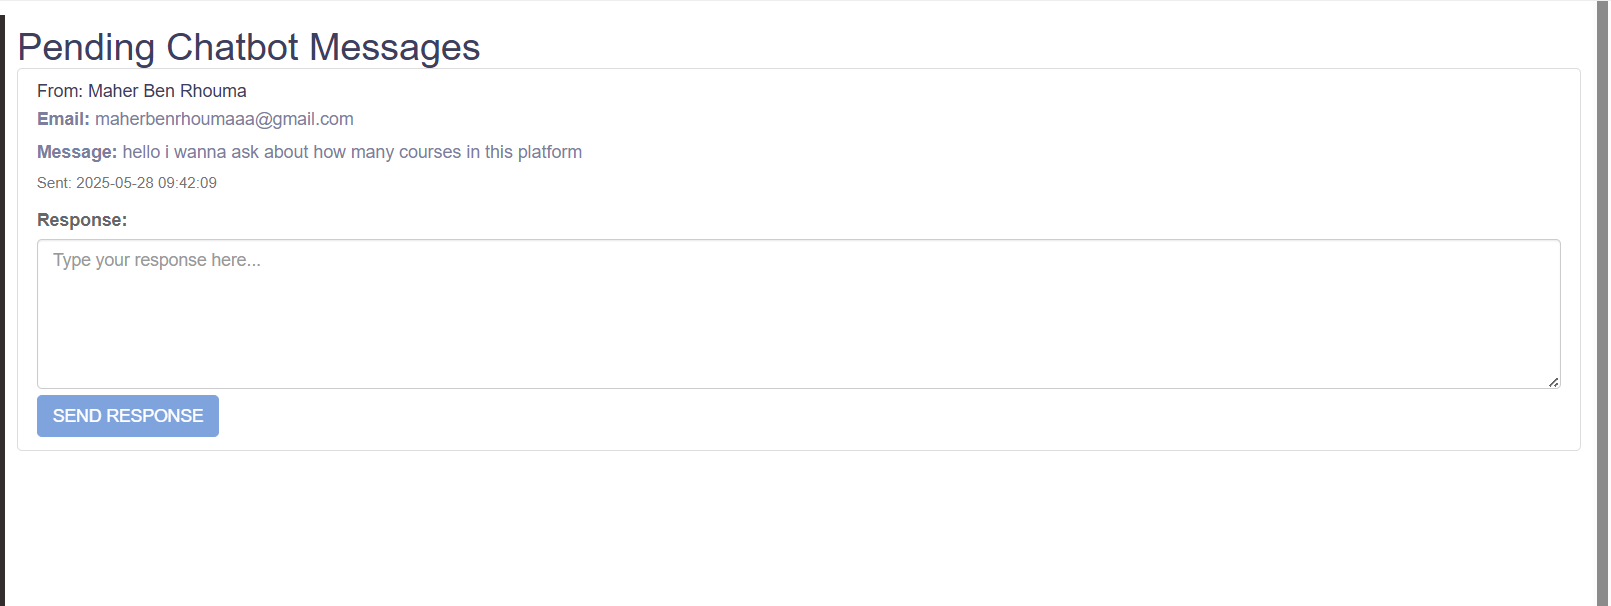 Pending Chatbot Messages
From: Maher Ben Rhouma
Email: maherbenrhoumaaa@gmail.com
Message: hello i wanna ask about how many courses in this platform
Sent: 2025-05-28 09:42:09
Response:
Type your response here...
SEND RESPONSE